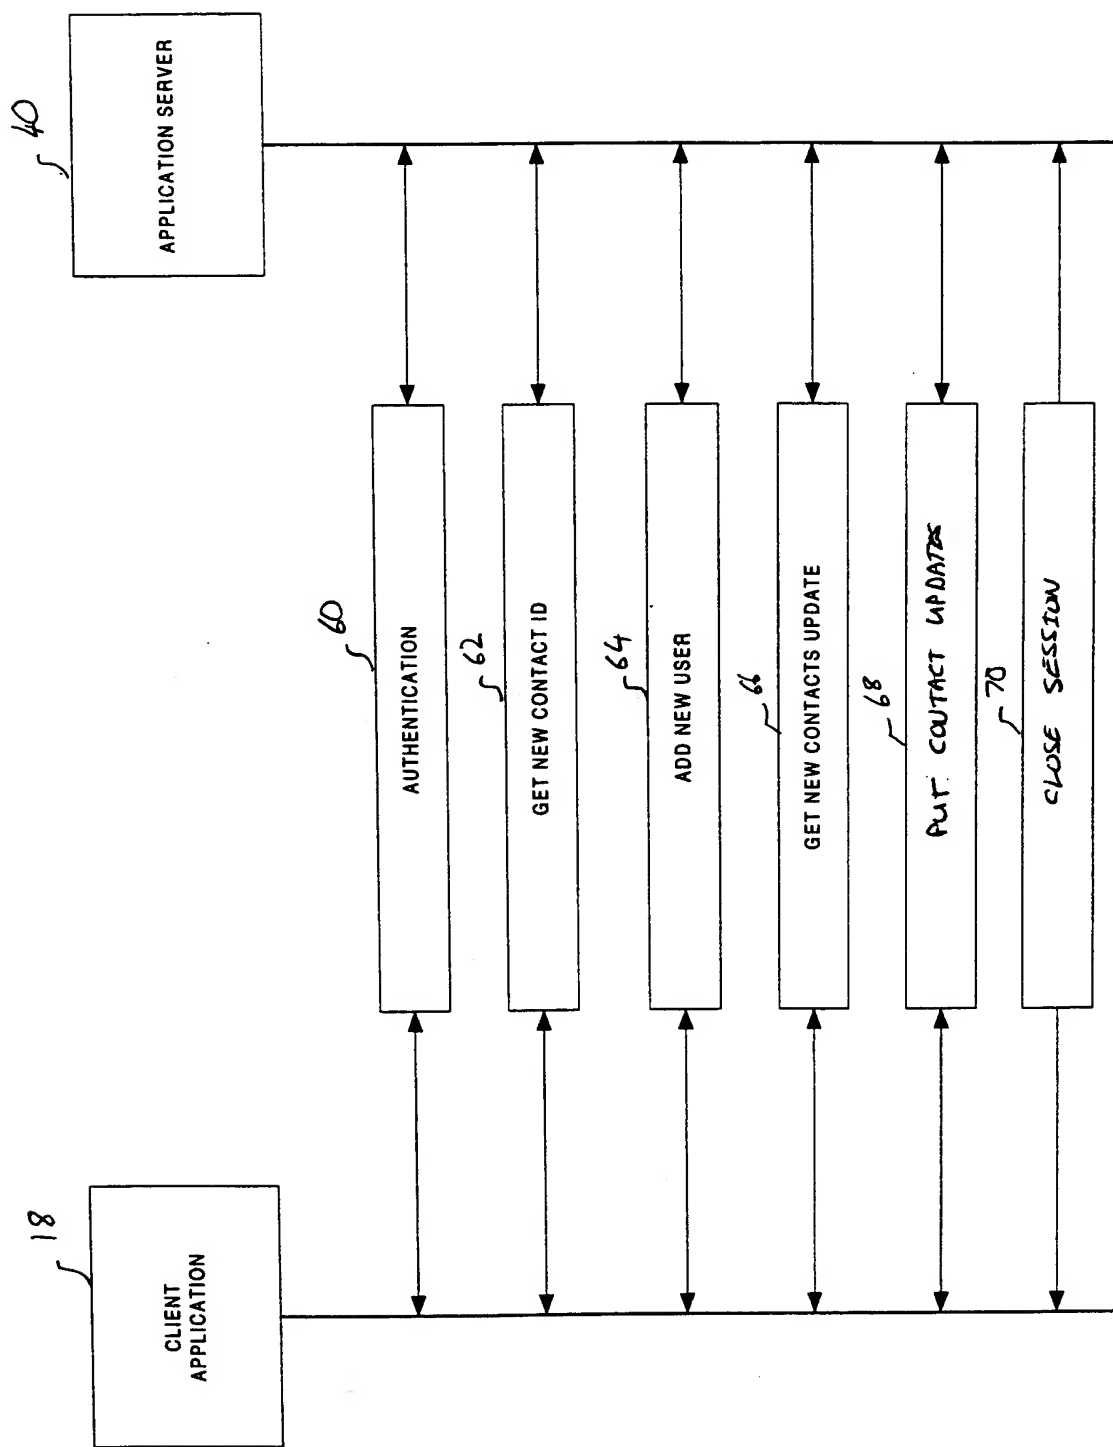 18
CLIENT
APPLICATION
40
APPLICATION SERVER
60
AUTHENTICATION
62
GET NEW CONTACT ID
64
ADD NEW USER
66
GET NEW CONTACTS UPDATE
68
PUT CONTACT UPDATES
70
CLOSE SESSION